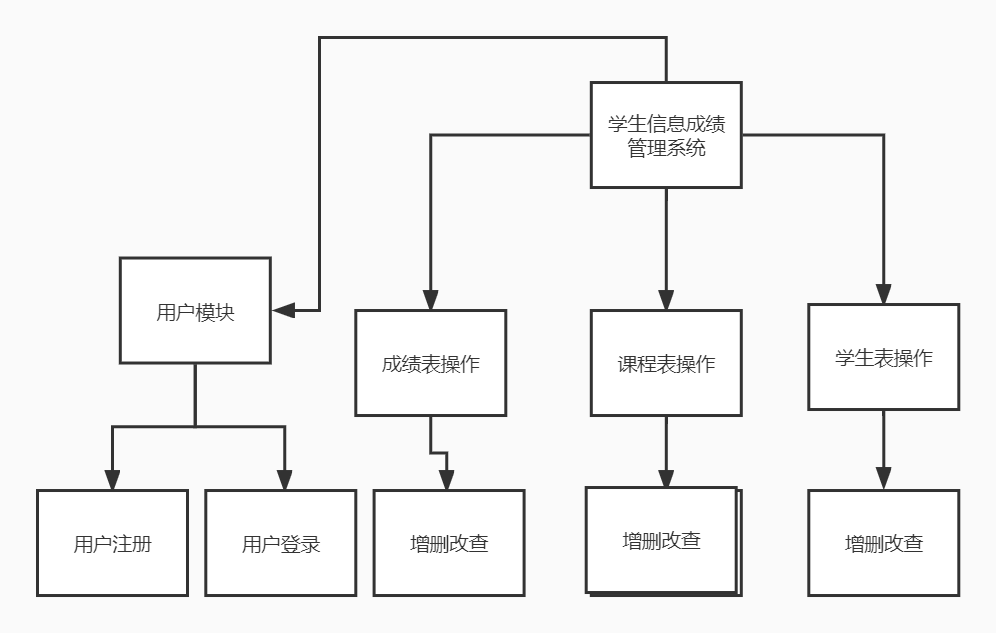 学生信息成绩
管理系统
用户模块
成绩表操作
课程表操作
学生表操作
用户注册
用户登录
增删改查
增删改查
增删改查